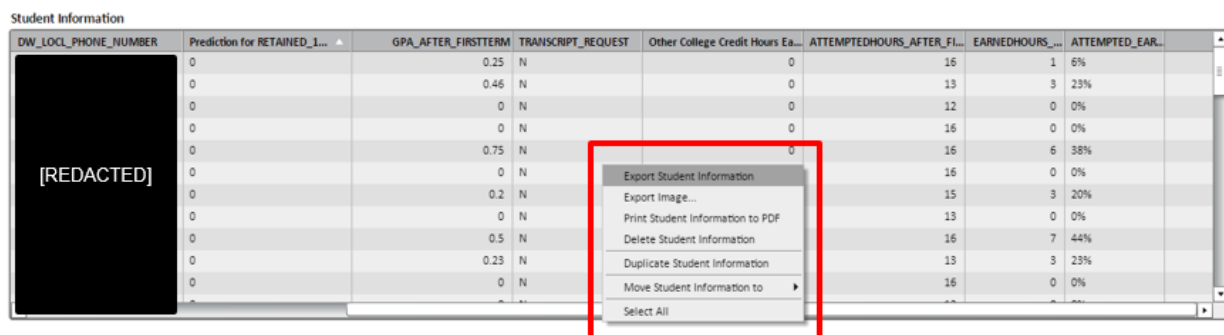 Student Information
DW_LOCL_PHONE_NUMBER Prediction for RETAINED_1... GPA_AFTER_FIRSTTERM TRANSCRIPT_REQUEST Other College Credit Hours Ea... ATTEMPTEDHOURS_AFTER_FI... EARNEDHOURS_... ATTEMPTED_EAR...
0 0.25 N 0 16 1 6%
0 0.46 N 0 13 3 23%
0 0 N 0 12 0 0%
0 0 N 0 16 0 0%
0 0.75 N 0 16 6 38%
[REDACTED] 0 0 N Export Student Information 16 0 0%
0 0.2 N Export Image... 15 3 20%
0 0 N Print Student Information to PDF 13 0 0%
0 0.5 N Delete Student Information 16 7 44%
0 0.23 N Duplicate Student Information 13 3 23%
0 0 N Move Student Information to 16 0 0%
Select All